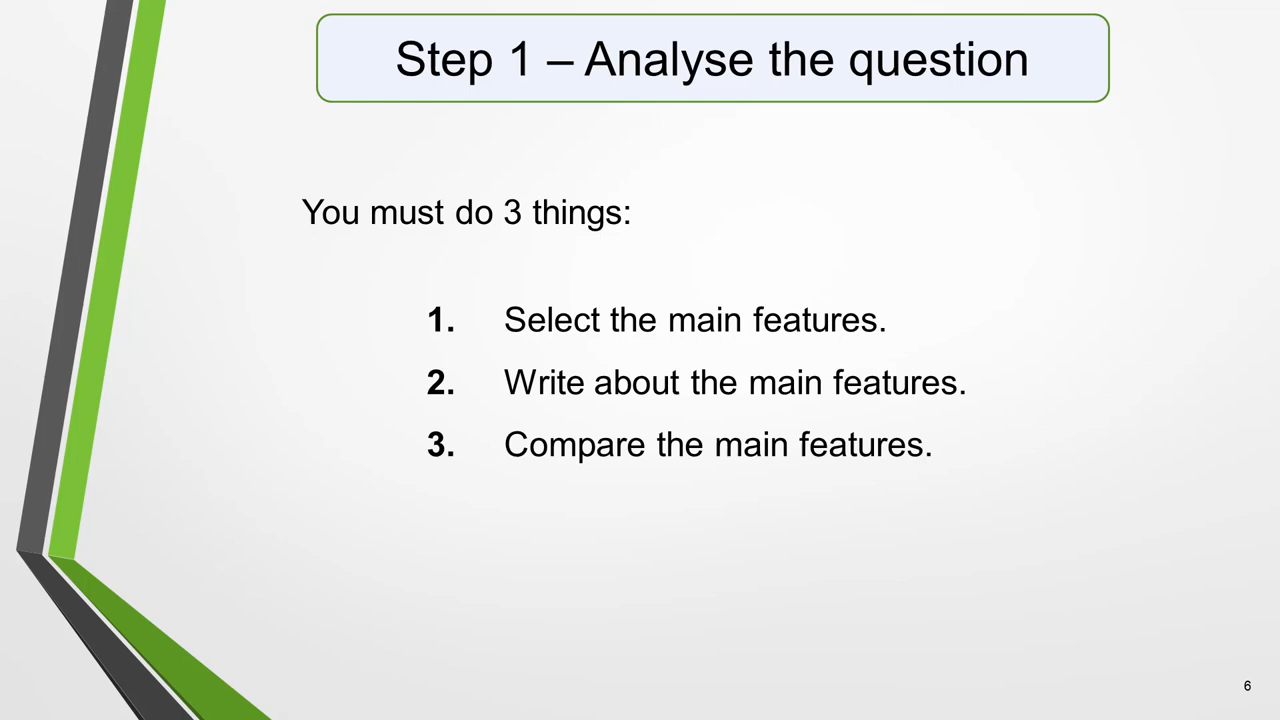 Step 1 – Analyse the question
You must do 3 things:
1. Select the main features.
2. Write about the main features.
3. Compare the main features.
6